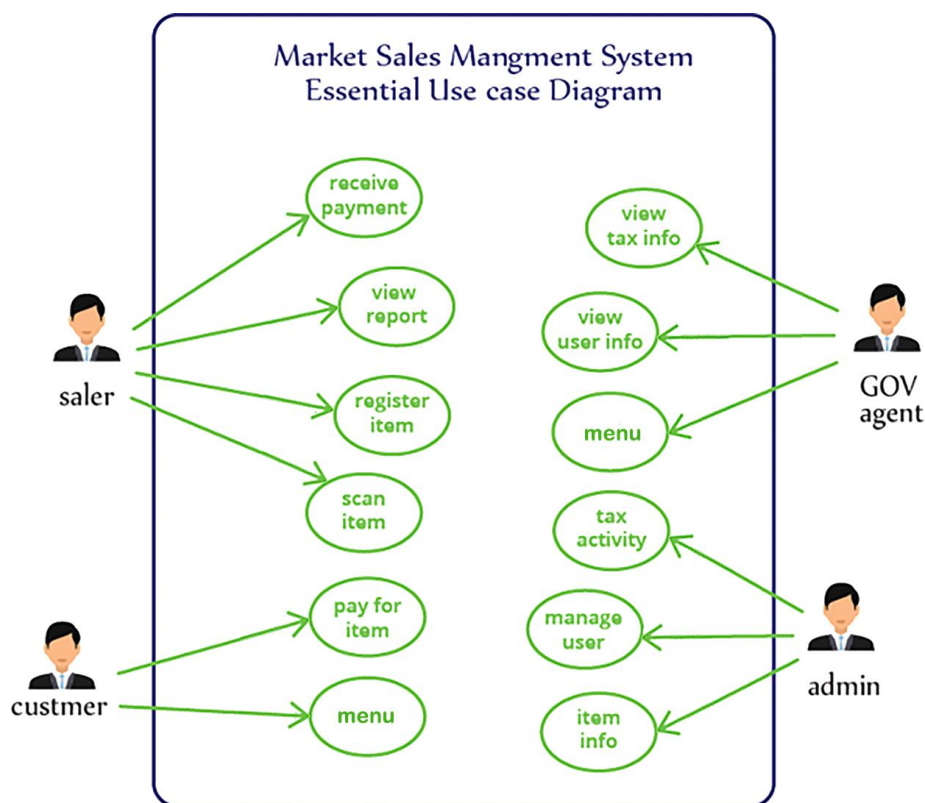 Market Sales Mangment System
Essential Use case Diagram
receive
payment
view
report
register
item
scan
item
pay for
item
menu
saler
custmer
view
tax info
view
user info
menu
tax
activity
manage
user
item
info
GOV
agent
admin